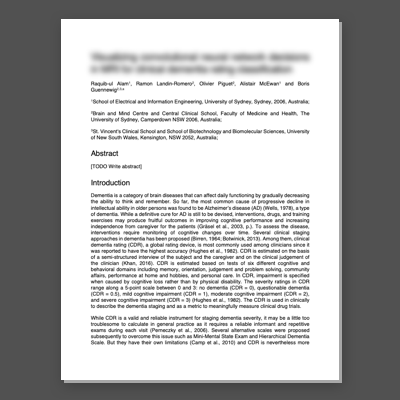 Raquib-ul Alam¹, Ramon Landin-Romero², Olivier Piguet², Alistair McEwan¹ and Boris
Guennewig²,³,*
¹School of Electrical and Information Engineering, University of Sydney, Sydney, 2006, Australia;
²Brain and Mind Centre and Central Clinical School, Faculty of Medicine and Health, The
University of Sydney, Camperdown NSW 2006, Australia;
³St. Vincent's Clinical School and School of Biotechnology and Biomolecular Sciences, University
of New South Wales, Kensington, NSW 2052, Australia;
Abstract
[TODO Write abstract]
Introduction
Dementia is a category of brain diseases that can affect daily functioning by gradually decreasing
the ability to think and remember. So far, the most common cause of progressive decline in
intellectual ability in older persons was found to be Alzheimer's disease (AD) (Wells, 1978), a type
of dementia. While a definitive cure for AD is still to be devised, interventions, drugs, and training
exercises may produce fruitful outcomes in improving cognitive performance and increasing
independence from caregiver for the patients (Gräsel et al., 2003, p.). To assess the disease,
interventions require monitoring of cognitive changes over time. Several clinical staging
approaches in dementia has been proposed (Birren, 1964; Botwinick, 2013). Among them, clinical
dementia rating (CDR), a global rating device, is most commonly used among clinicians since it
was reported to have the highest accuracy (Hughes et al., 1982). CDR is estimated on the basis
of a semi-structured interview of the subject and the caregiver and on the clinical judgement of
the clinician (Khan, 2016). CDR is estimated based on tests of six different cognitive and
behavioral domains including memory, orientation, judgement and problem solving, community
affairs, performance at home and hobbies, and personal care. In CDR, impairment is specified
when caused by cognitive loss rather than by physical disability. The severity ratings in CDR
range along a 5-point scale between 0 and 3: no dementia (CDR = 0), questionable dementia
(CDR = 0.5), mild cognitive impairment (CDR = 1), moderate cognitive impairment (CDR = 2),
and severe cognitive impairment (CDR = 3) (Hughes et al., 1982). The CDR is used in clinically
to describe the dementia staging and as a metric to meaningfully measure clinical drug trials.
While CDR is a valid and reliable instrument for staging dementia severity, it may be a little too
troublesome to calculate in general practice as it requires a reliable informant and repetitive
exams during each visit (Perneczky et al., 2006). Several alternative scales were proposed
subsequently to overcome this issue such as Mini-Mental State Exam and Hierarchical Dementia
Scale. But they have their own limitations (Camp et al., 2010) and CDR is nevertheless more